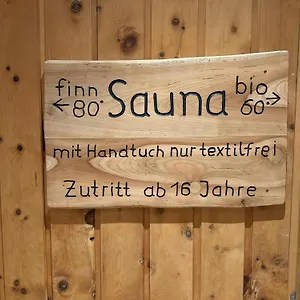 finn Sauna bio
←80° 60°→
mit Handtuch nur textilfrei
Zutritt ab 16 Jahre